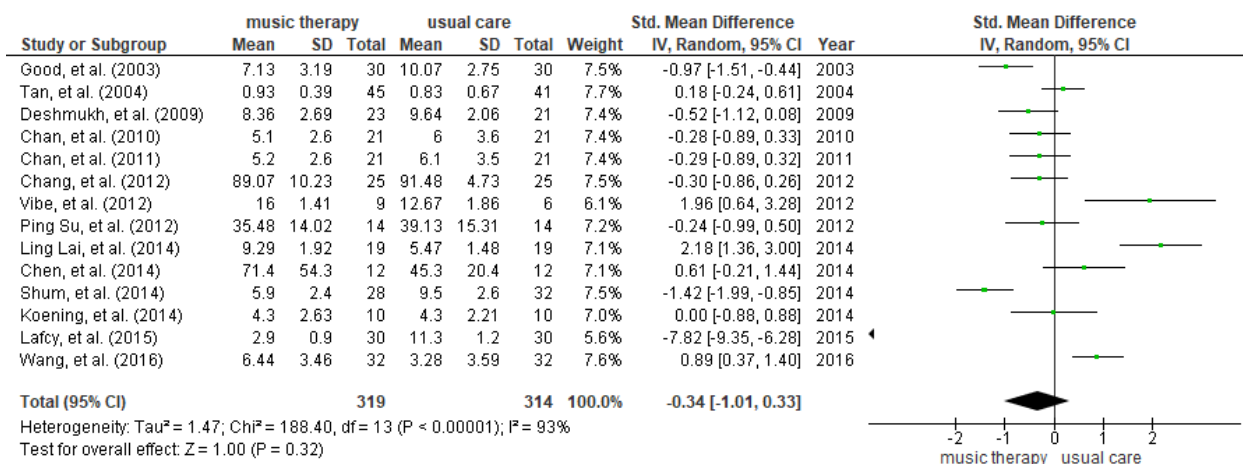 music therapy usual care Std. Mean Difference Std. Mean Difference
Study or Subgroup Mean SD Total Mean SD Total Weight IV, Random, 95% CI Year IV, Random, 95% CI
Good, et al. (2003) 7.13 3.19 30 10.07 2.75 30 7.5% -0.97 [-1.51, -0.44] 2003
Tan, et al. (2004) 0.93 0.39 45 0.83 0.67 41 7.7% 0.18 [-0.24, 0.61] 2004
Deshmukh, et al. (2009) 8.36 2.69 23 9.64 2.06 21 7.4% -0.52 [-1.12, 0.08] 2009
Chan, et al. (2010) 5.1 2.6 21 6 3.6 21 7.4% -0.28 [-0.89, 0.33] 2010
Chan, et al. (2011) 5.2 2.6 21 6.1 3.5 21 7.4% -0.29 [-0.89, 0.32] 2011
Chang, et al. (2012) 89.07 10.23 25 91.48 4.73 25 7.5% -0.30 [-0.86, 0.26] 2012
Vibe, et al. (2012) 16 1.41 9 12.67 1.86 6 6.1% 1.96 [0.64, 3.28] 2012
Ping Su, et al. (2012) 35.48 14.02 14 39.13 15.31 14 7.2% -0.24 [-0.99, 0.50] 2012
Ling Lai, et al. (2014) 9.29 1.92 19 5.47 1.48 19 7.1% 2.18 [1.36, 3.00] 2014
Chen, et al. (2014) 71.4 54.3 12 45.3 20.4 12 7.1% 0.61 [-0.21, 1.44] 2014
Shum, et al. (2014) 5.9 2.4 28 9.5 2.6 32 7.5% -1.42 [-1.99, -0.85] 2014
Koening, et al. (2014) 4.3 2.63 10 4.3 2.21 10 7.0% 0.00 [-0.88, 0.88] 2014
Lafcy, et al. (2015) 2.9 0.9 30 11.3 1.2 30 5.6% -7.82 [-9.35, -6.28] 2015
Wang, et al. (2016) 6.44 3.46 32 3.28 3.59 32 7.6% 0.89 [0.37, 1.40] 2016
Total (95% CI) 319 314 100.0% -0.34 [-1.01, 0.33]
Heterogeneity: Tau² = 1.47; Chi² = 188.40, df = 13 (P < 0.00001); I² = 93%
Test for overall effect: Z = 1.00 (P = 0.32)
-2 -1 0 1 2
music therapy usual care